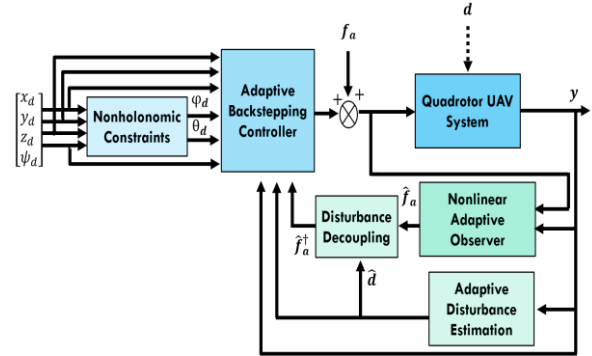 f_a
d
x_d
y_d
z_d
ψ_d
Nonholonomic
Constraints
φ_d
θ_d
Adaptive
Backstepping
Controller
+
+
Quadrotor UAV
System
y
f̂_a
Nonlinear
Adaptive
Observer
Disturbance
Decoupling
f̂_a^†
d̂
Adaptive
Disturbance
Estimation